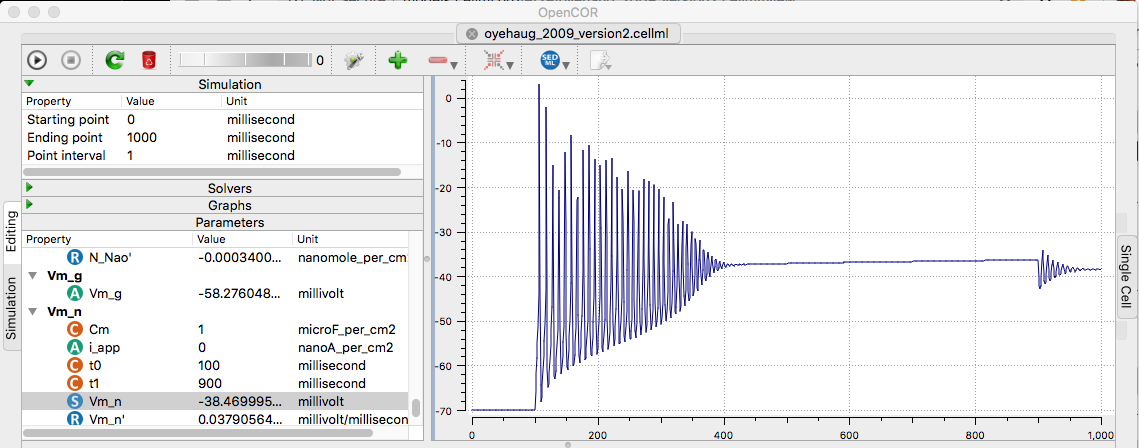 OpenCOR
oyehaug_2009_version2.cellml
0
SED ML
Simulation
Property Value Unit
Starting point 0 millisecond
Ending point 1000 millisecond
Point interval 1 millisecond
Solvers
Graphs
Parameters
Property Value Unit
R N_Nao' -0.0003400... nanomole_per_cm
Vm_g
A Vm_g -58.276048... millivolt
Vm_n
C Cm 1 microF_per_cm2
A i_app 0 nanoA_per_cm2
C t0 100 millisecond
C t1 900 millisecond
S Vm_n -38.469995... millivolt
R Vm_n' 0.03790564... millivolt/millisecon
Editing
Simulation
0
-10
-20
-30
-40
-50
-60
-70
0 200 400 600 800 1,000
Single Cell